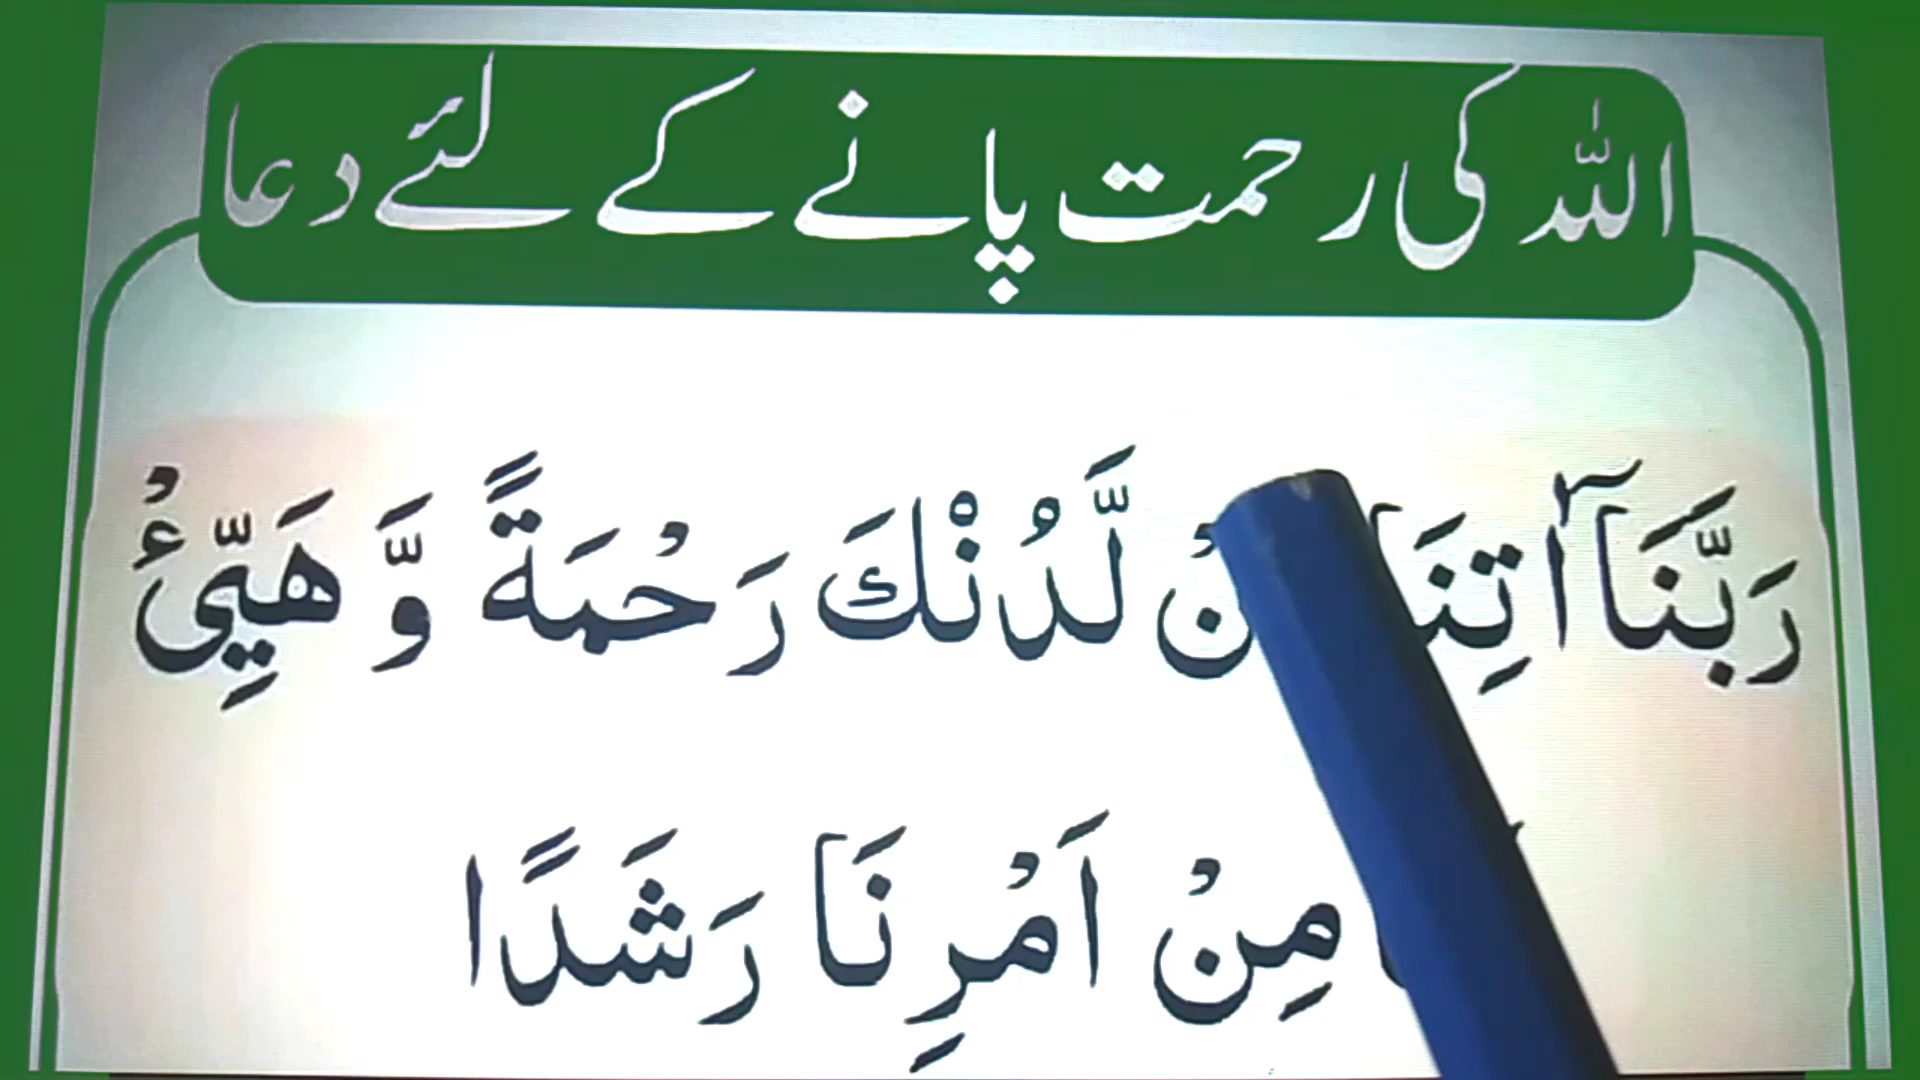 اللہ کی رحمت پانے کے لئے دعا
رَبَّنَاۤ اٰتِنَا لَّدُنْكَ رَحْمَةً وَّ هَيِّئْ
مِنْ اَمْرِنَا رَشَدًا